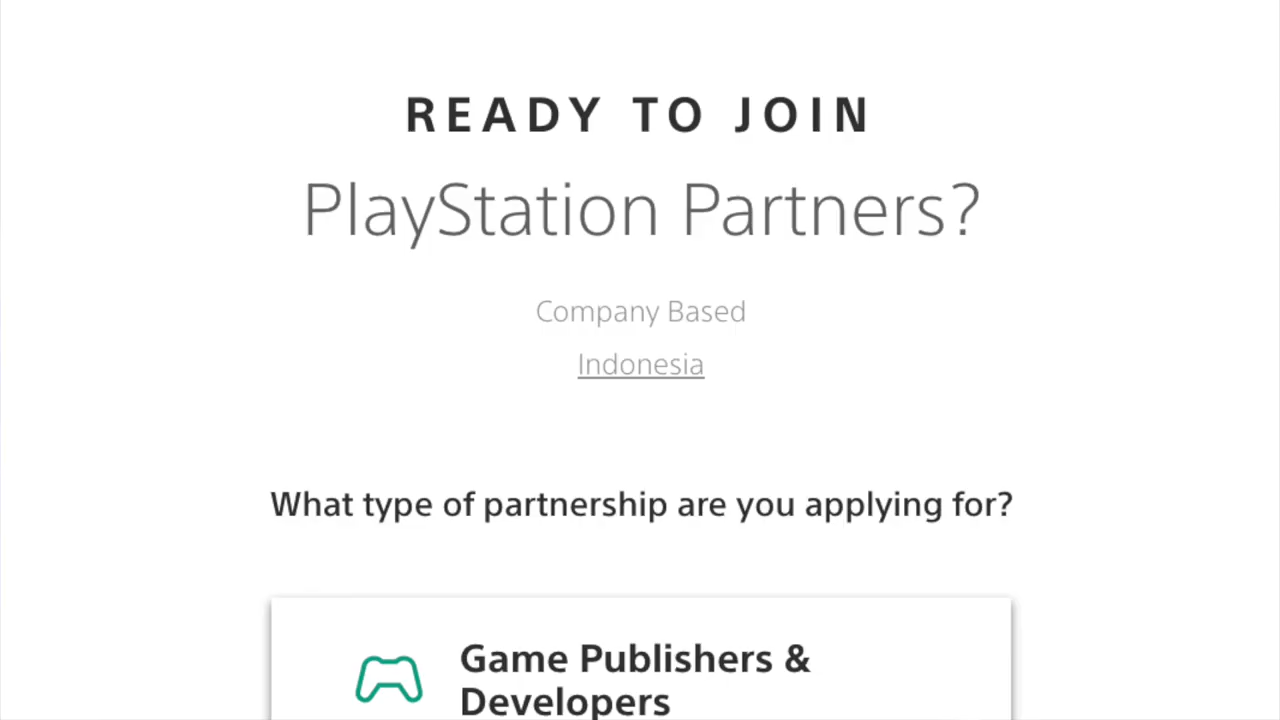 READY TO JOIN
PlayStation Partners?
Company Based
Indonesia
What type of partnership are you applying for?
Game Publishers &
Developers